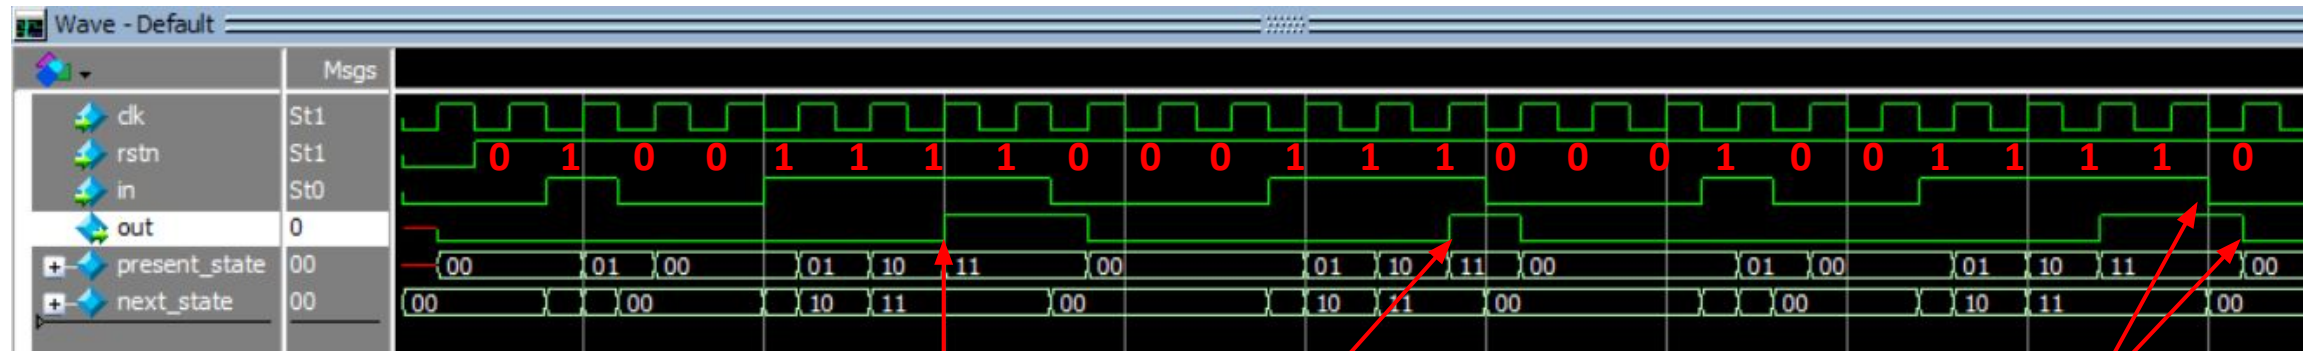 Wave - Default
Msgs
clk St1
rstn St1 0 1 0 0 1 1 1 1 0 0 0 1 1 1 0 0 0 1 0 0 1 1 1 1 0
in St0
out 0
present_state 00 00 01 00 01 10 11 00 01 10 11 00 01 00 01 10 11 00
next_state 00 00 00 10 11 00 10 11 00 00 10 11 00